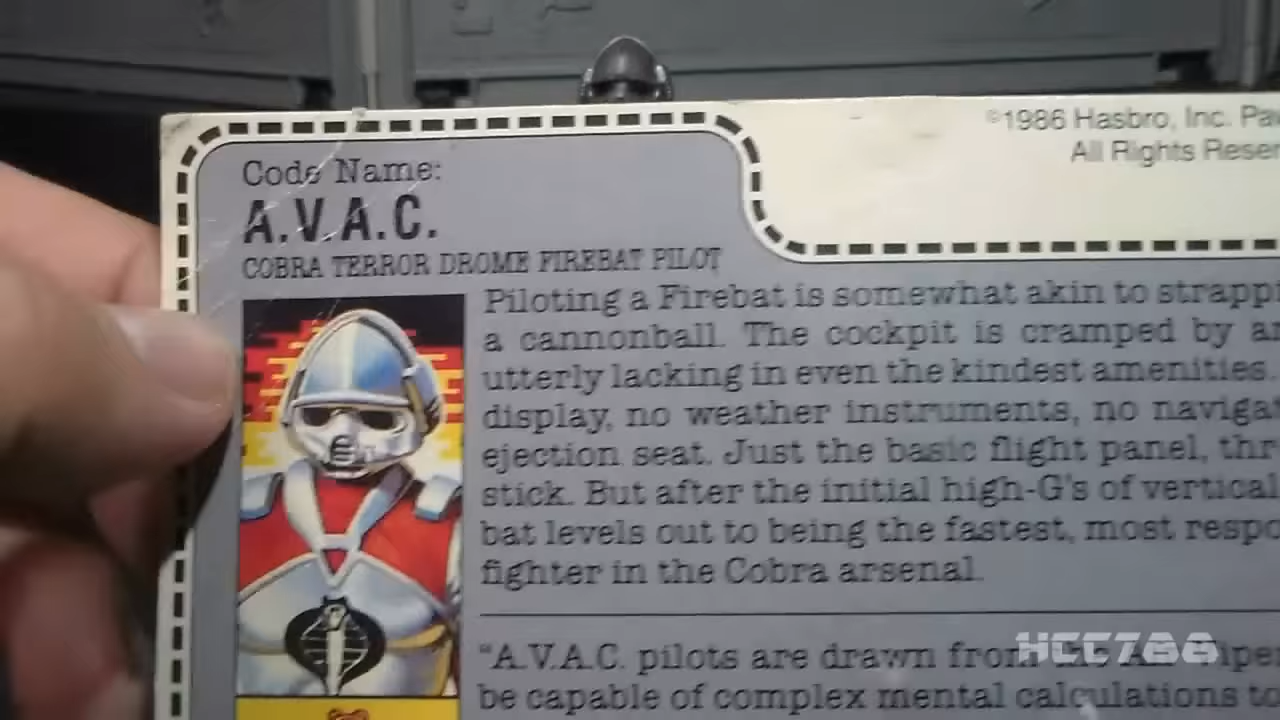 ©1986 Hasbro, Inc. Paw
All Rights Reser
Code Name:
A.V.A.C.
COBRA TERROR DROME FIREBAT PILOT
Piloting a Firebat is somewhat akin to strappi
a cannonball. The cockpit is cramped by an
utterly lacking in even the kindest amenities.
display, no weather instruments, no naviga
ejection seat. Just the basic flight panel, thr
stick. But after the initial high-G's of vertical
bat levels out to being the fastest, most respo
fighter in the Cobra arsenal.
"A.V.A.C. pilots are drawn from
be capable of complex mental calculations to
HCC788